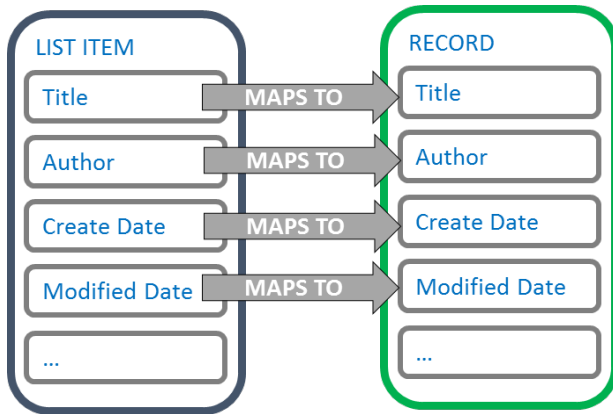 LIST ITEM
Title
Author
Create Date
Modified Date
...
MAPS TO
MAPS TO
MAPS TO
MAPS TO
RECORD
Title
Author
Create Date
Modified Date
...